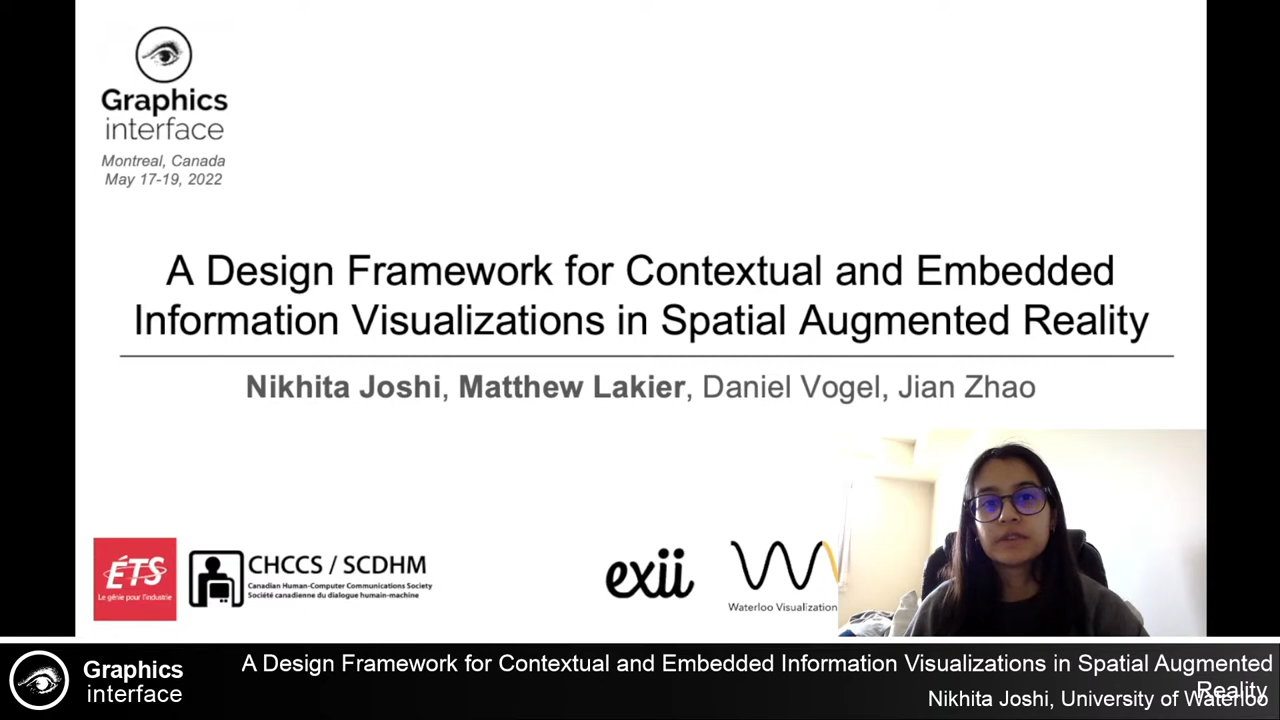 Graphics
interface
Montreal, Canada
May 17-19, 2022
A Design Framework for Contextual and Embedded
Information Visualizations in Spatial Augmented Reality
Nikhita Joshi, Matthew Lakier, Daniel Vogel, Jian Zhao
ÉTS
Le génie pour l'industrie
CHCCS / SCDHM
Canadian Human-Computer Communications Society
Société canadienne du dialogue humain-machine
exii
Waterloo Visualization
Graphics
interface
A Design Framework for Contextual and Embedded Information Visualizations in Spatial Augmented
Reality
Nikhita Joshi, University of Waterloo